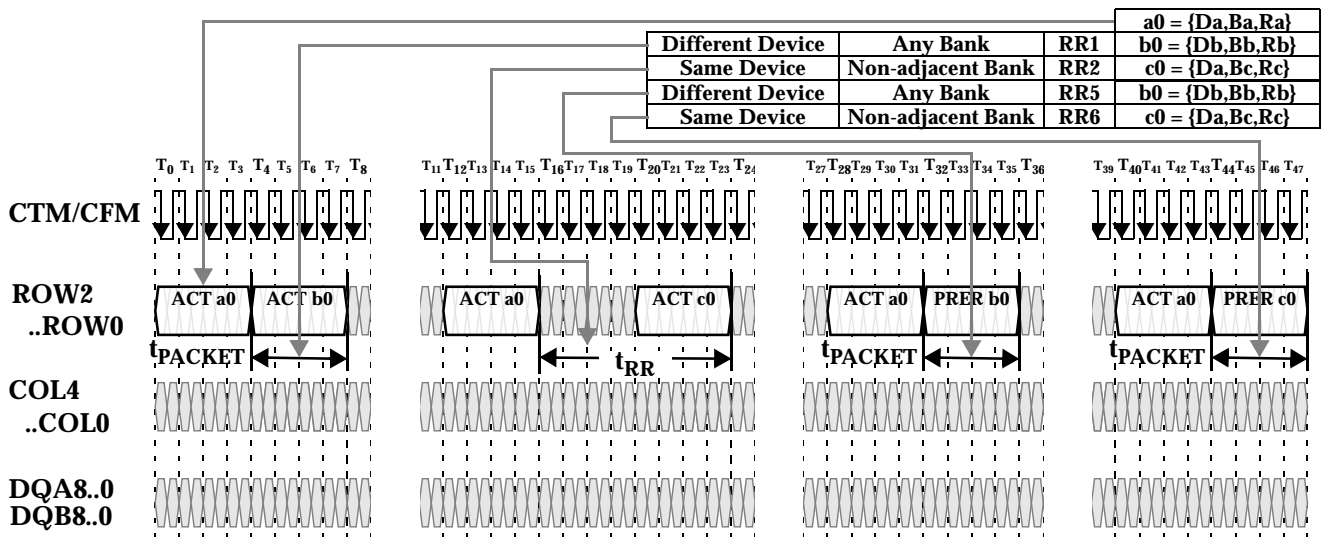 a0 = {Da,Ba,Ra}
Different Device Any Bank RR1 b0 = {Db,Bb,Rb}
Same Device Non-adjacent Bank RR2 c0 = {Da,Bc,Rc}
Different Device Any Bank RR5 b0 = {Db,Bb,Rb}
Same Device Non-adjacent Bank RR6 c0 = {Da,Bc,Rc}
T0 T1 T2 T3 T4 T5 T6 T7 T8 T11 T12 T13 T14 T15 T16 T17 T18 T19 T20 T21 T22 T23 T24 T27 T28 T29 T30 T31 T32 T33 T34 T35 T36 T39 T40 T41 T42 T43 T44 T45 T46 T47
CTM/CFM
ROW2
..ROW0
ACT a0 ACT b0 ACT a0 ACT c0 ACT a0 PRER b0 ACT a0 PRER c0
tPACKET tRR tPACKET tPACKET
COL4
..COL0
DQA8..0
DQB8..0